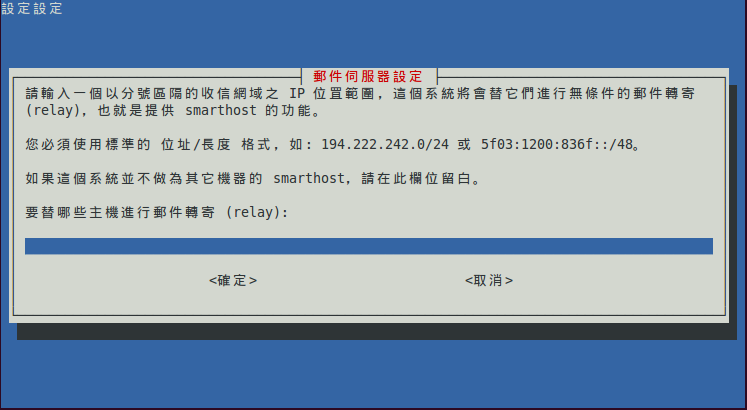 設定設定
郵件伺服器設定
請輸入一個以分號區隔的收信網域之 IP 位置範圍, 這個系統將會替它們進行無條件的郵件轉寄
(relay), 也就是提供 smarthost 的功能。
您必須使用標準的 位址/長度 格式, 如: 194.222.242.0/24 或 5f03:1200:836f::/48。
如果這個系統並不做為其它機器的 smarthost, 請在此欄位留白。
要替哪些主機進行郵件轉寄 (relay):
<確定> <取消>